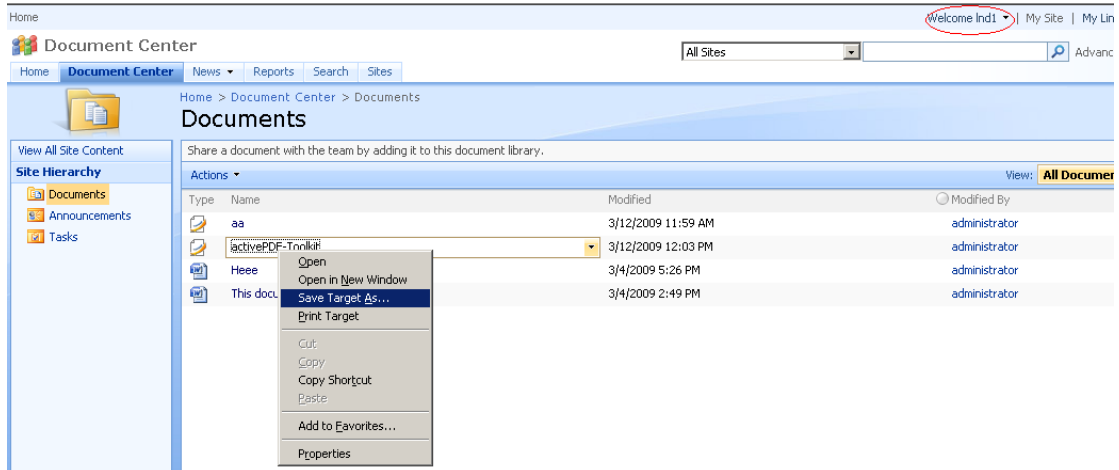 Home Welcome lnd1 My Site | My Lin
Document Center All Sites Advanc
Home Document Center News Reports Search Sites
Home > Document Center > Documents
Documents
View All Site Content Share a document with the team by adding it to this document library.
Site Hierarchy Actions View: All Documen
Documents Type Name Modified Modified By
Announcements aa 3/12/2009 11:59 AM administrator
Tasks activePDF-Toolkit 3/12/2009 12:03 PM administrator
Heee 3/4/2009 5:26 PM administrator
This docu 3/4/2009 2:49 PM administrator
Open
Open in New Window
Save Target As...
Print Target
Cut
Copy
Copy Shortcut
Paste
Add to Favorites...
Properties